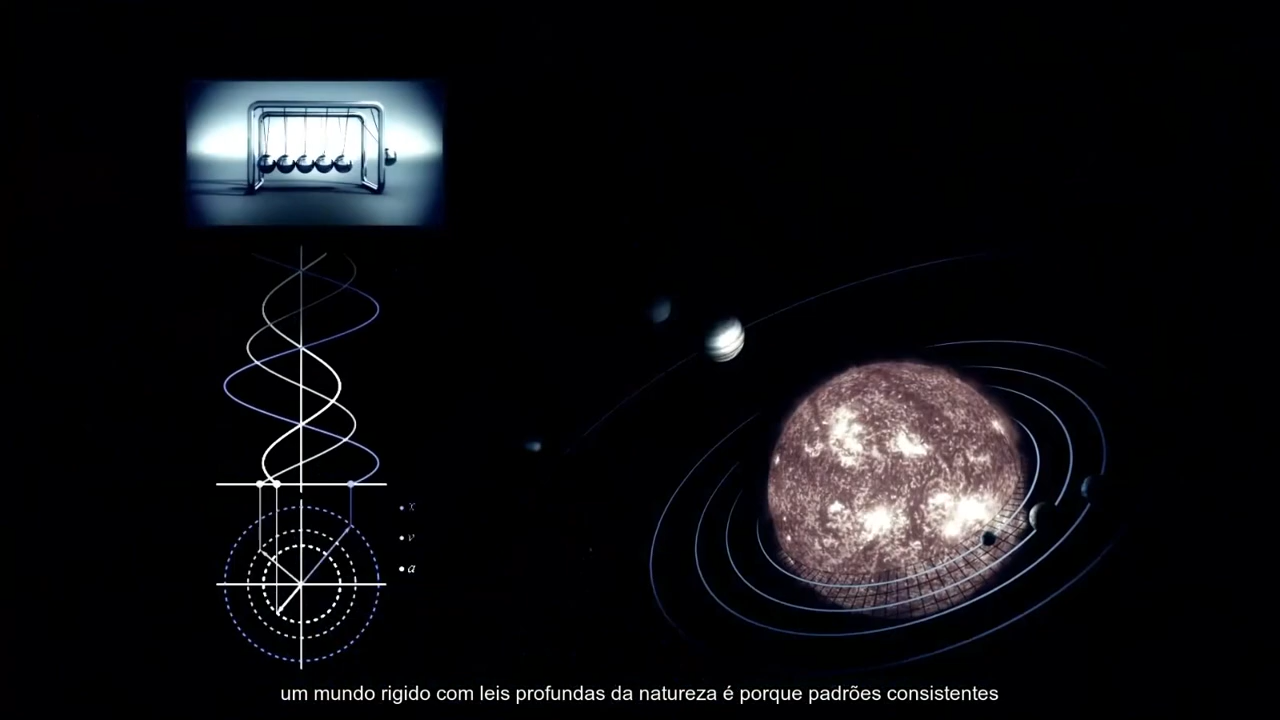 x
v
a
um mundo rigido com leis profundas da natureza é porque padrões consistentes